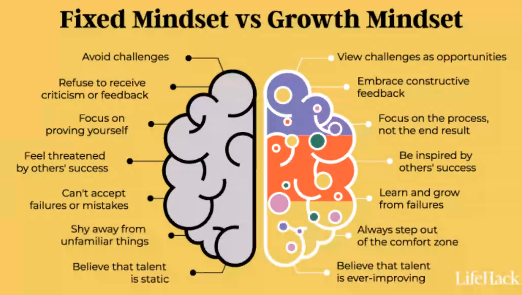 Fixed Mindset vs Growth Mindset
Avoid challenges
Refuse to receive
criticism or feedback
Focus on
proving yourself
Feel threatened
by others' success
Can't accept
failures or mistakes
Shy away from
unfamiliar things
Believe that talent
is static
View challenges as opportunities
Embrace constructive
feedback
Focus on the process,
not the end result
Be inspired by
others' success
Learn and grow
from failures
Always step out
of the comfort zone
Believe that talent
is ever-improving
LifeHack